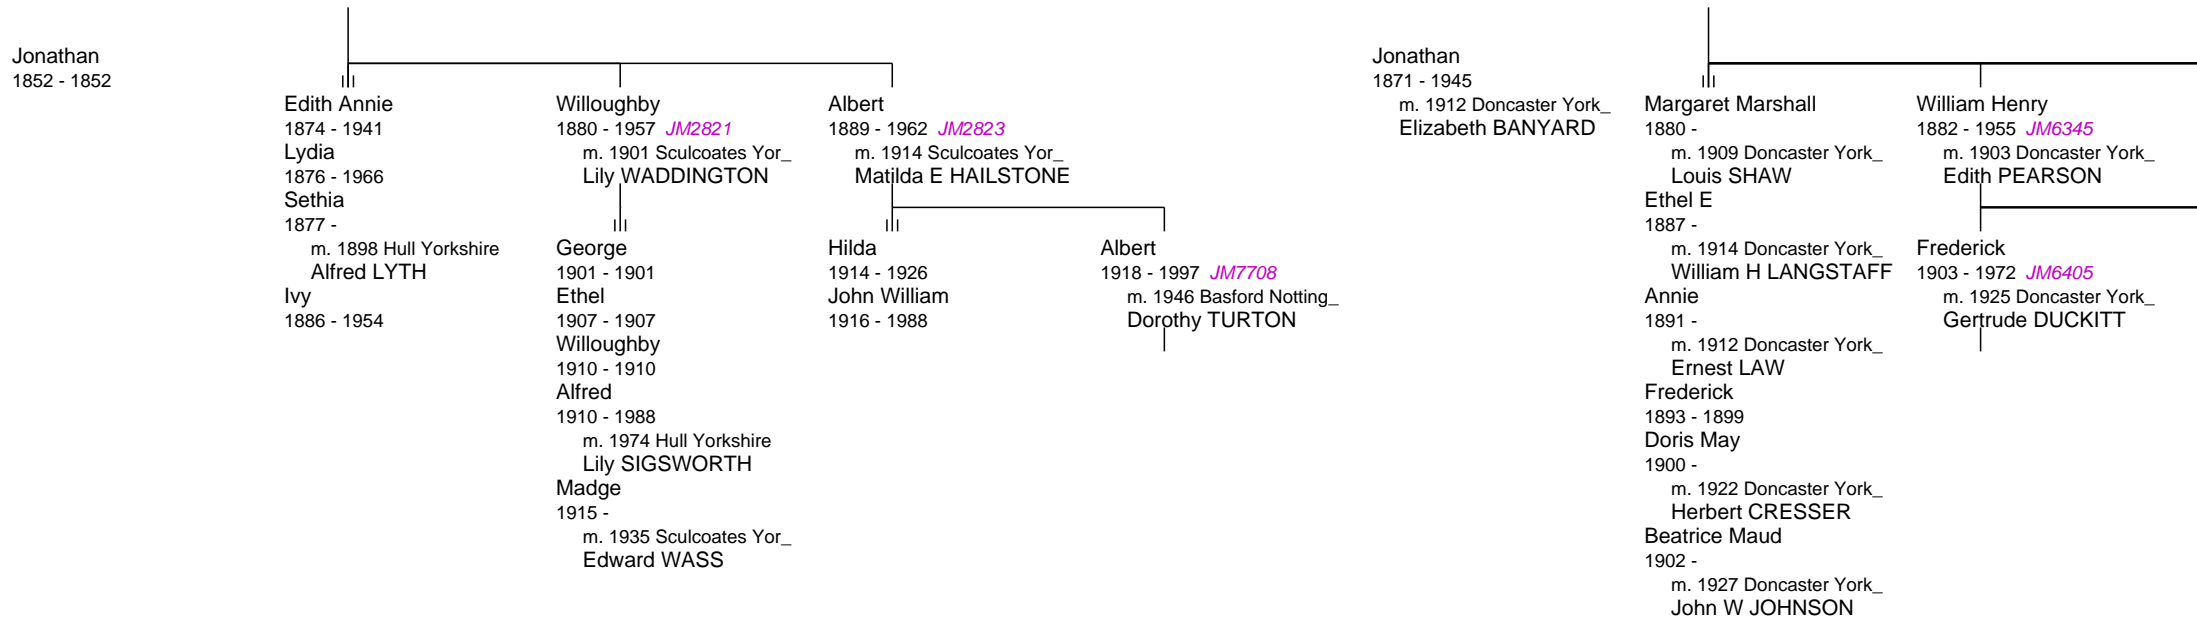 Jonathan
1852 - 1852
Edith Annie
1874 - 1941
Lydia
1876 - 1966
Sethia
1877 -
m. 1898 Hull Yorkshire
Alfred LYTH
Ivy
1886 - 1954
Willoughby
1880 - 1957 JM2821
m. 1901 Sculcoates Yor_
Lily WADDINGTON
George
1901 - 1901
Ethel
1907 - 1907
Willoughby
1910 - 1910
Alfred
1910 - 1988
m. 1974 Hull Yorkshire
Lily SIGSWORTH
Madge
1915 -
m. 1935 Sculcoates Yor_
Edward WASS
Albert
1889 - 1962 JM2823
m. 1914 Sculcoates Yor_
Matilda E HAILSTONE
Hilda
1914 - 1926
John William
1916 - 1988
Albert
1918 - 1997 JM7708
m. 1946 Basford Notting_
Dorothy TURTON
Jonathan
1871 - 1945
m. 1912 Doncaster York_
Elizabeth BANYARD
Margaret Marshall
1880 -
m. 1909 Doncaster York_
Louis SHAW
Ethel E
1887 -
m. 1914 Doncaster York_
William H LANGSTAFF
Annie
1891 -
m. 1912 Doncaster York_
Ernest LAW
Frederick
1893 - 1899
Doris May
1900 -
m. 1922 Doncaster York_
Herbert CRESSER
Beatrice Maud
1902 -
m. 1927 Doncaster York_
John W JOHNSON
William Henry
1882 - 1955 JM6345
m. 1903 Doncaster York_
Edith PEARSON
Frederick
1903 - 1972 JM6405
m. 1925 Doncaster York_
Gertrude DUCKITT